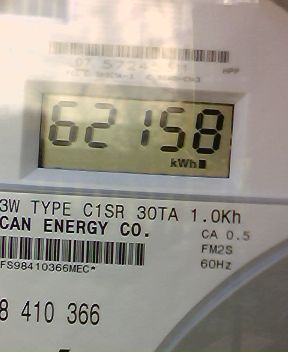 62158
kWh
3W TYPE C1SR 30TA 1.0Kh
CAN ENERGY CO.
CA 0.5
FM2S
60Hz
FS98410366MEC*
8 410 366